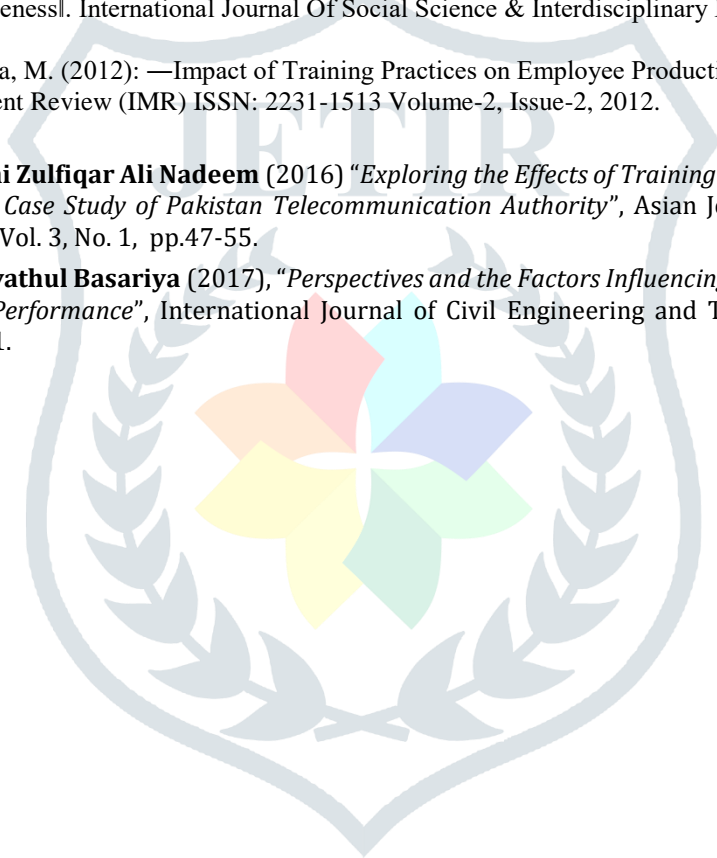 eness‖. International Journal Of Social Science & Interdisciplinary
a, M. (2012): ―Impact of Training Practices on Employee Producti
ent Review (IMR) ISSN: 2231-1513 Volume-2, Issue-2, 2012.
JETIR
ni Zulfiqar Ali Nadeem (2016) “Exploring the Effects of Training
Case Study of Pakistan Telecommunication Authority”, Asian Jo
Vol. 3, No. 1, pp.47-55.
yathul Basariya (2017), “Perspectives and the Factors Influencing
Performance”, International Journal of Civil Engineering and T
1.